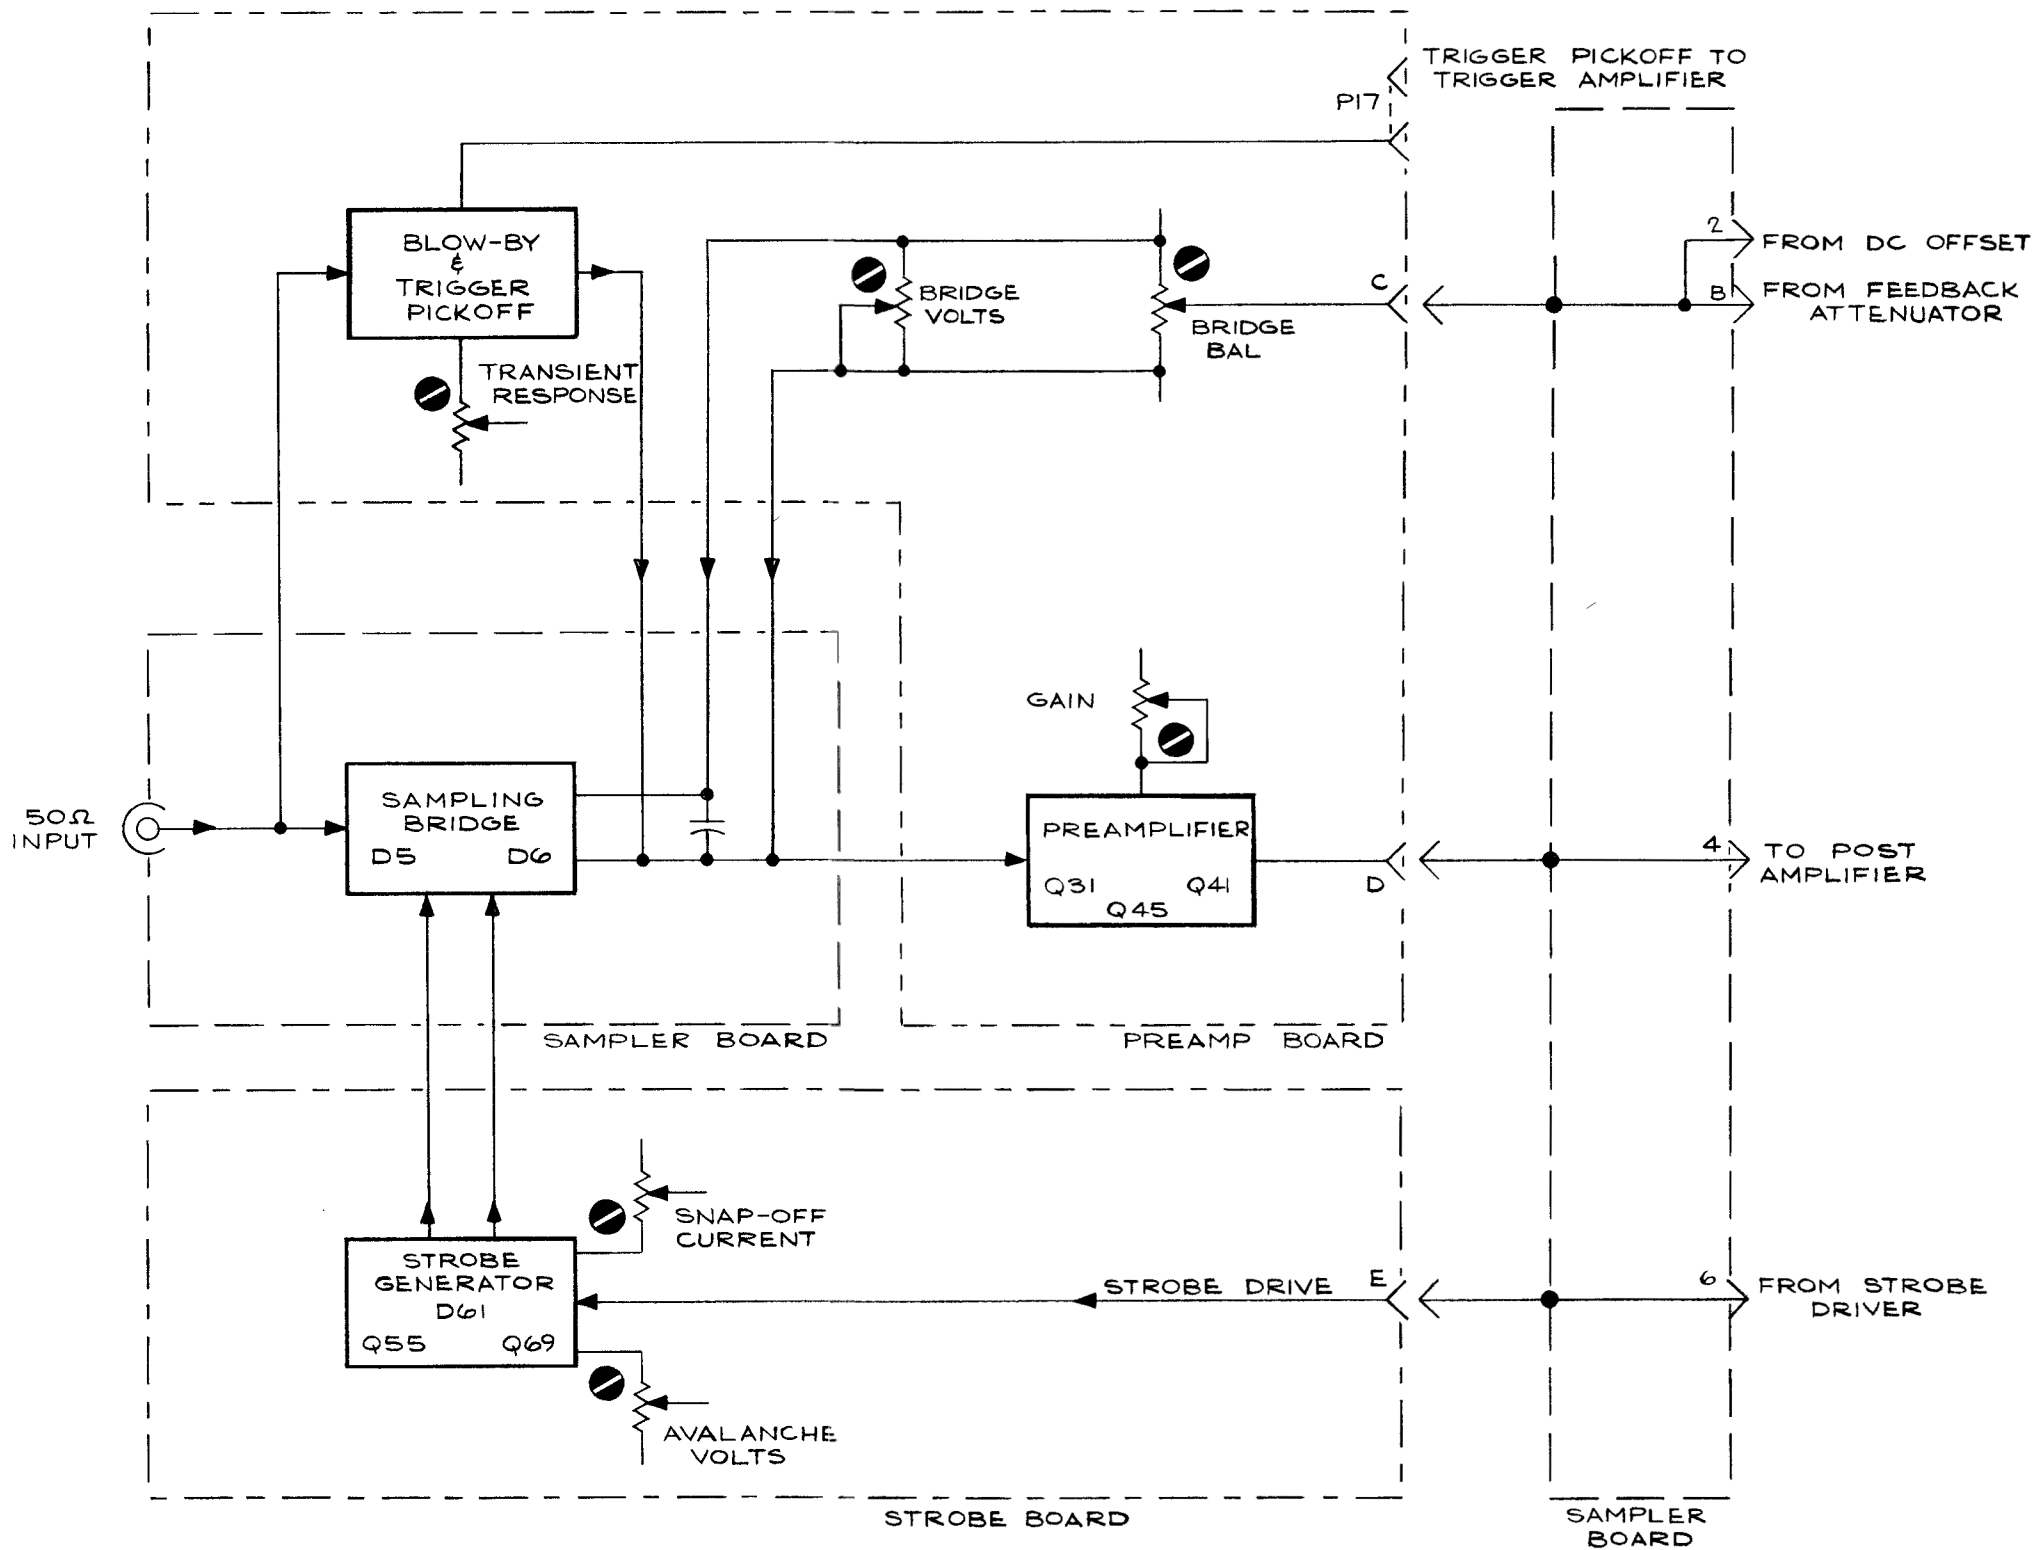 TRIGGER PICKOFF TO
TRIGGER AMPLIFIER
P17
BLOW-BY
&
TRIGGER
PICKOFF
2
FROM DC OFFSET
C
B
FROM FEEDBACK
ATTENUATOR
BRIDGE
VOLTS
BRIDGE
BAL
TRANSIENT
RESPONSE
GAIN
50Ω
INPUT
SAMPLING
BRIDGE
D5 D6
PREAMPLIFIER
Q31 Q41
Q45
D
4
TO POST
AMPLIFIER
SAMPLER BOARD
PREAMP BOARD
SNAP-OFF
CURRENT
STROBE
GENERATOR
D61
Q55 Q69
STROBE DRIVE
E
6
FROM STROBE
DRIVER
AVALANCHE
VOLTS
STROBE BOARD
SAMPLER
BOARD